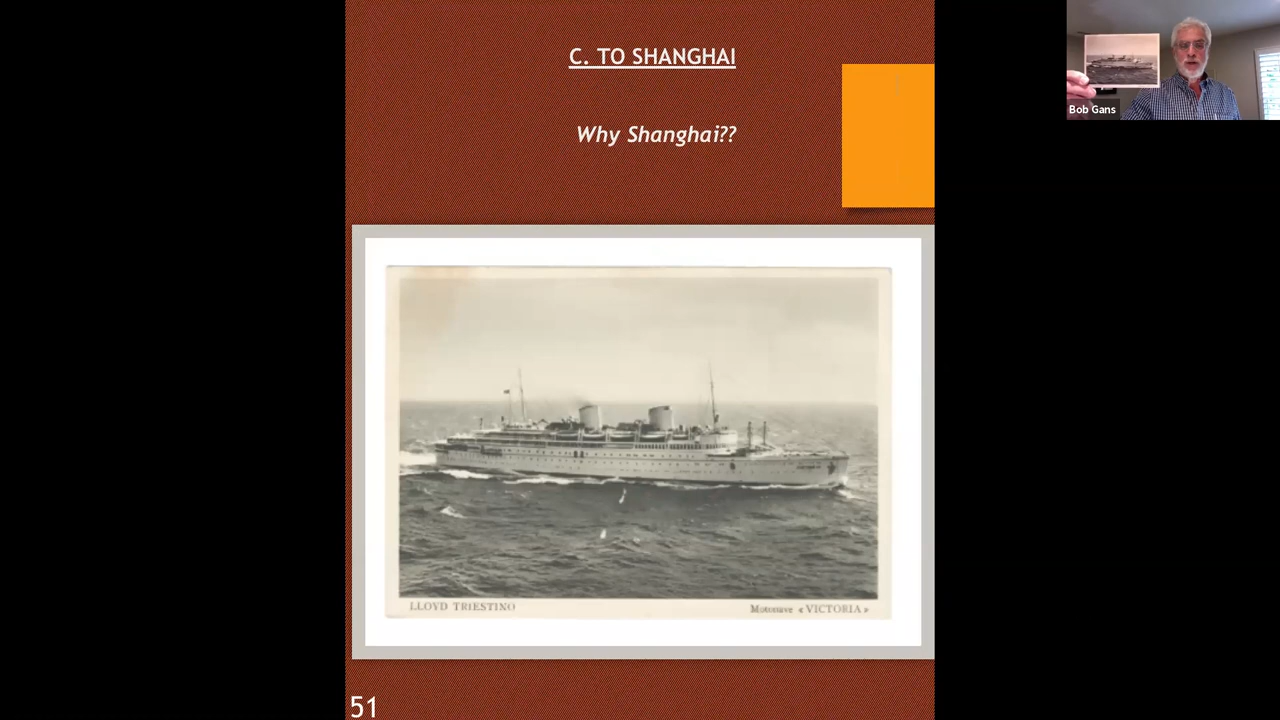 C. TO SHANGHAI
Why Shanghai??
Bob Gans
LLOYD TRIESTINO
Motonave « VICTORIA »
51